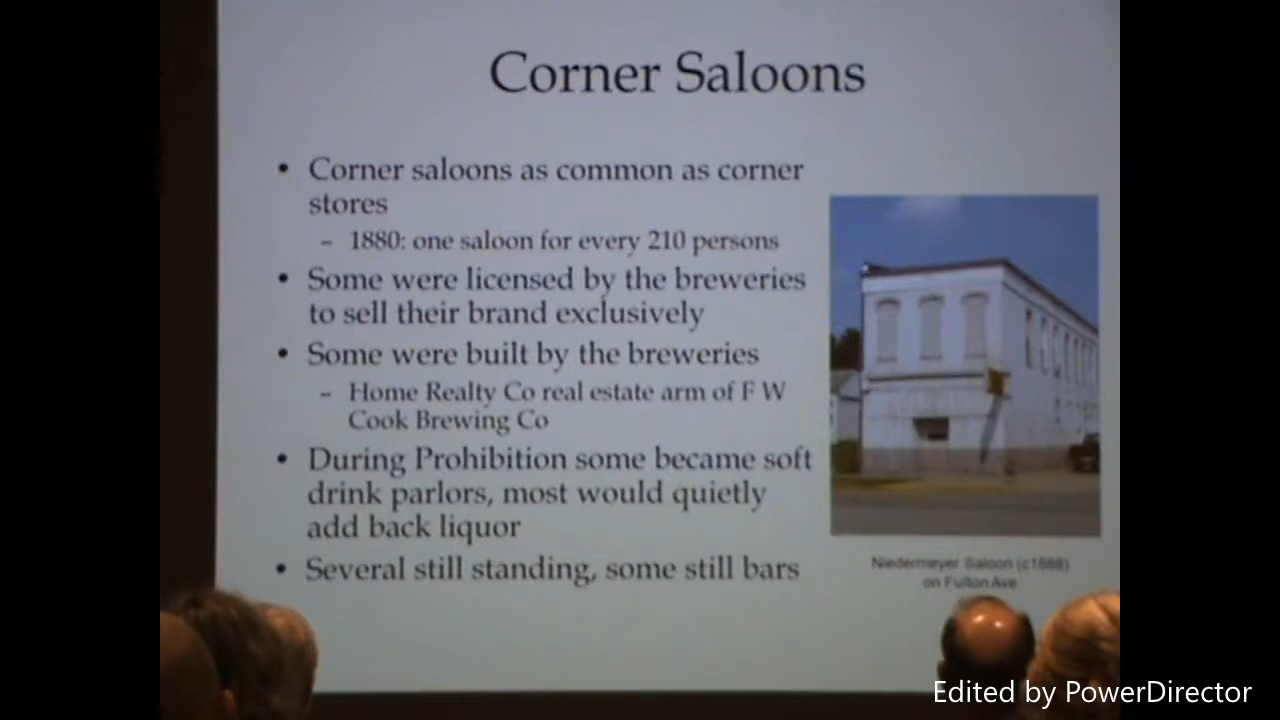 Corner Saloons
• Corner saloons as common as corner
stores
– 1880: one saloon for every 210 persons
• Some were licensed by the breweries
to sell their brand exclusively
• Some were built by the breweries
– Home Realty Co real estate arm of F W
Cook Brewing Co
• During Prohibition some became soft
drink parlors, most would quietly
add back liquor
• Several still standing, some still bars
Niedermeyer Saloon (c1888)
on Fulton Ave
Edited by PowerDirector